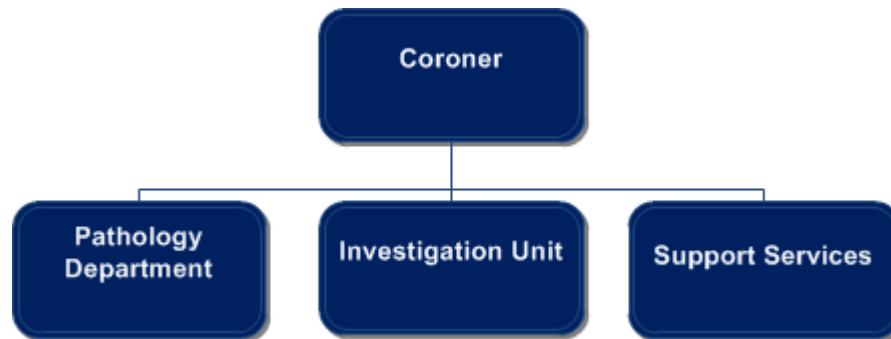 Coroner
Pathology
Department
Investigation Unit
Support Services